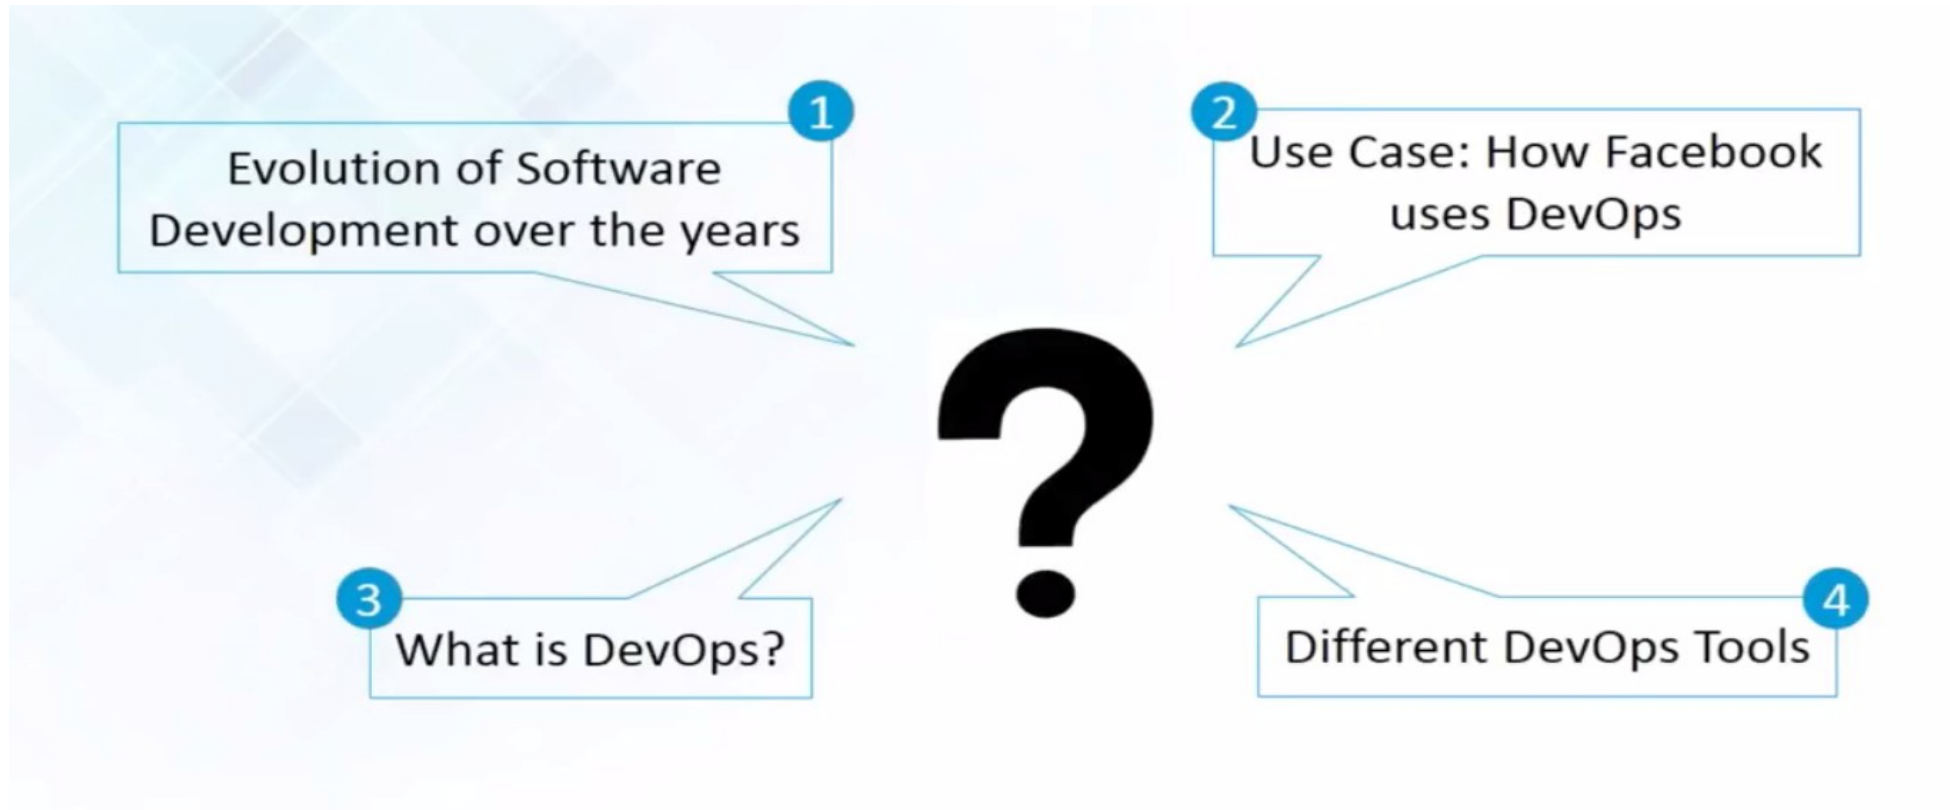 1
Evolution of Software
Development over the years
2
Use Case: How Facebook
uses DevOps
?
3
What is DevOps?
4
Different DevOps Tools